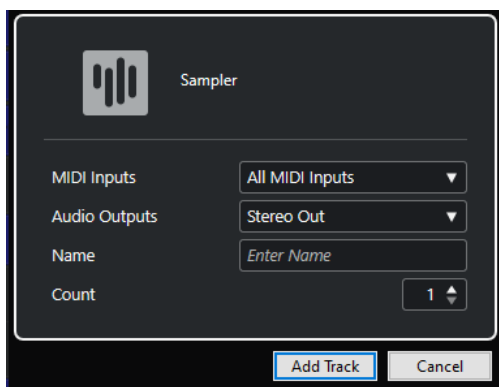 Sampler
MIDI Inputs All MIDI Inputs
Audio Outputs Stereo Out
Name Enter Name
Count 1
Add Track Cancel